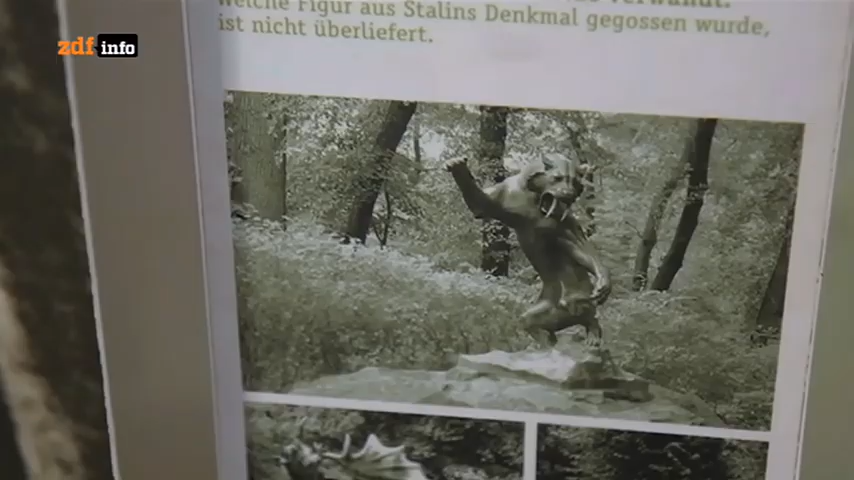 Welche Figur aus Stalins Denkmal gegossen wurde,
ist nicht überliefert.
zdf info